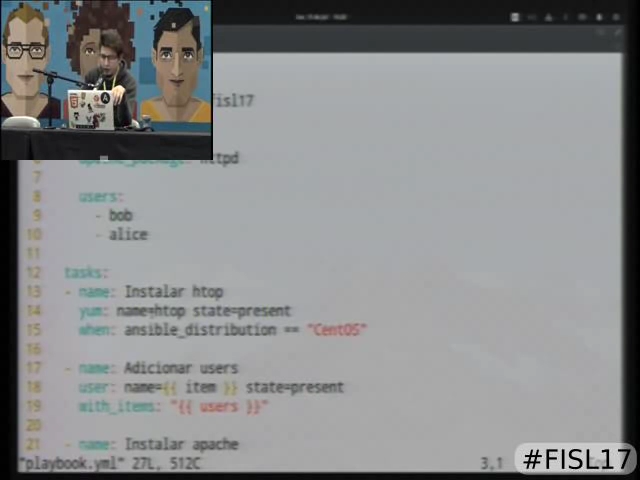 fisl17
apache_package: httpd
7
8 users:
9 - bob
10 - alice
11
12 tasks:
13 - name: Instalar htop
14 yum: name=htop state=present
15 when: ansible_distribution == "CentOS"
16
17 - name: Adicionar users
18 user: name={{ item }} state=present
19 with_items: "{{ users }}"
20
21 - name: Instalar apache
"playbook.yml" 27L, 512C 3,1
#FISL17